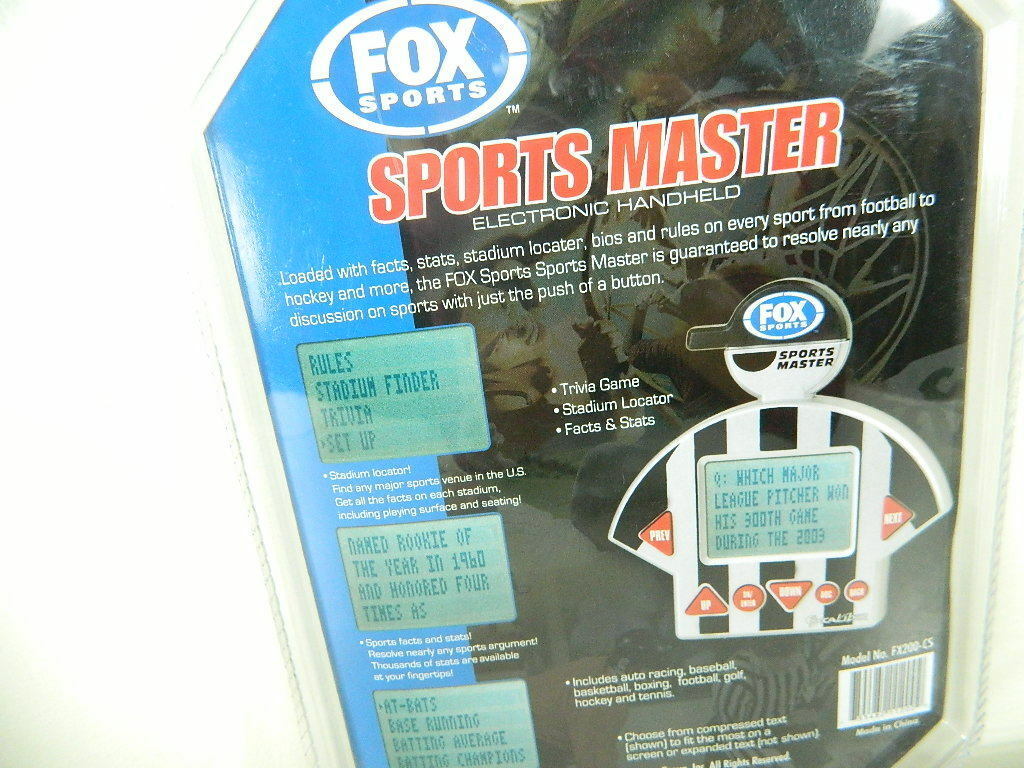 FOX
SPORTS
TM
SPORTS MASTER
ELECTRONIC HANDHELD
Loaded with facts, stats, stadium locater, bios and rules on every sport from football to
hockey and more, the FOX Sports Sports Master is guaranteed to resolve nearly any
discussion on sports with just the push of a button.
RULES
STADIUM FINDER
TRIVIA
SET UP
• Trivia Game
• Stadium Locator
• Facts & Stats
FOX
SPORTS
SPORTS
MASTER
Q: WHICH MAJOR
LEAGUE PITCHER WON
HIS 300TH GAME
DURING THE 2003
PREV
NEXT
UP
ON/
ENTER
DOWN
DOC
BACK
• Stadium locator!
Find any major sports venue in the U.S.
Get all the facts on each stadium,
including playing surface and seating!
NAMED ROOKIE OF
THE YEAR IN 1960
AND HONORED FOUR
TIMES AS
• Sports facts and stats!
Resolve nearly any sports argument!
Thousands of stats are available
at your fingertips!
AT-BATS
BASE RUNNING
BATTING AVERAGE
BATTING CHAMPIONS
• Includes auto racing, baseball,
basketball, boxing, football, golf,
hockey and tennis.
• Choose from compressed text
(shown) to fit the most on a
screen or expanded text (not shown).
Inc. All Rights Reserved.
Model No. FX200-CS
Made in China